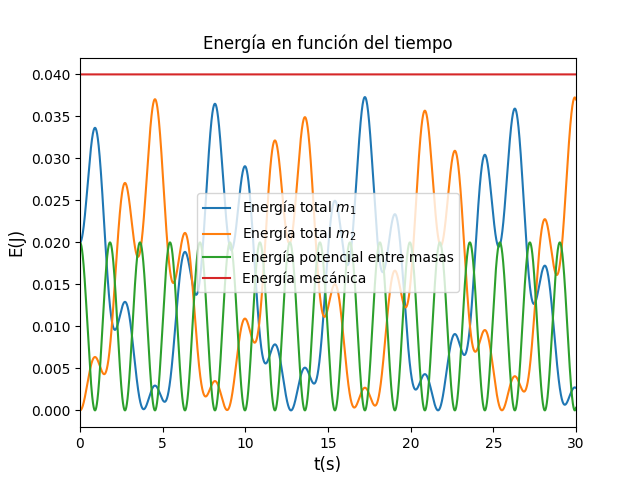 Energía en función del tiempo
E(J)
0.040
0.035
0.030
0.025
0.020
0.015
0.010
0.005
0.000
Energía total m₁
Energía total m₂
Energía potencial entre masas
Energía mecánica
0 5 10 15 20 25 30
t(s)